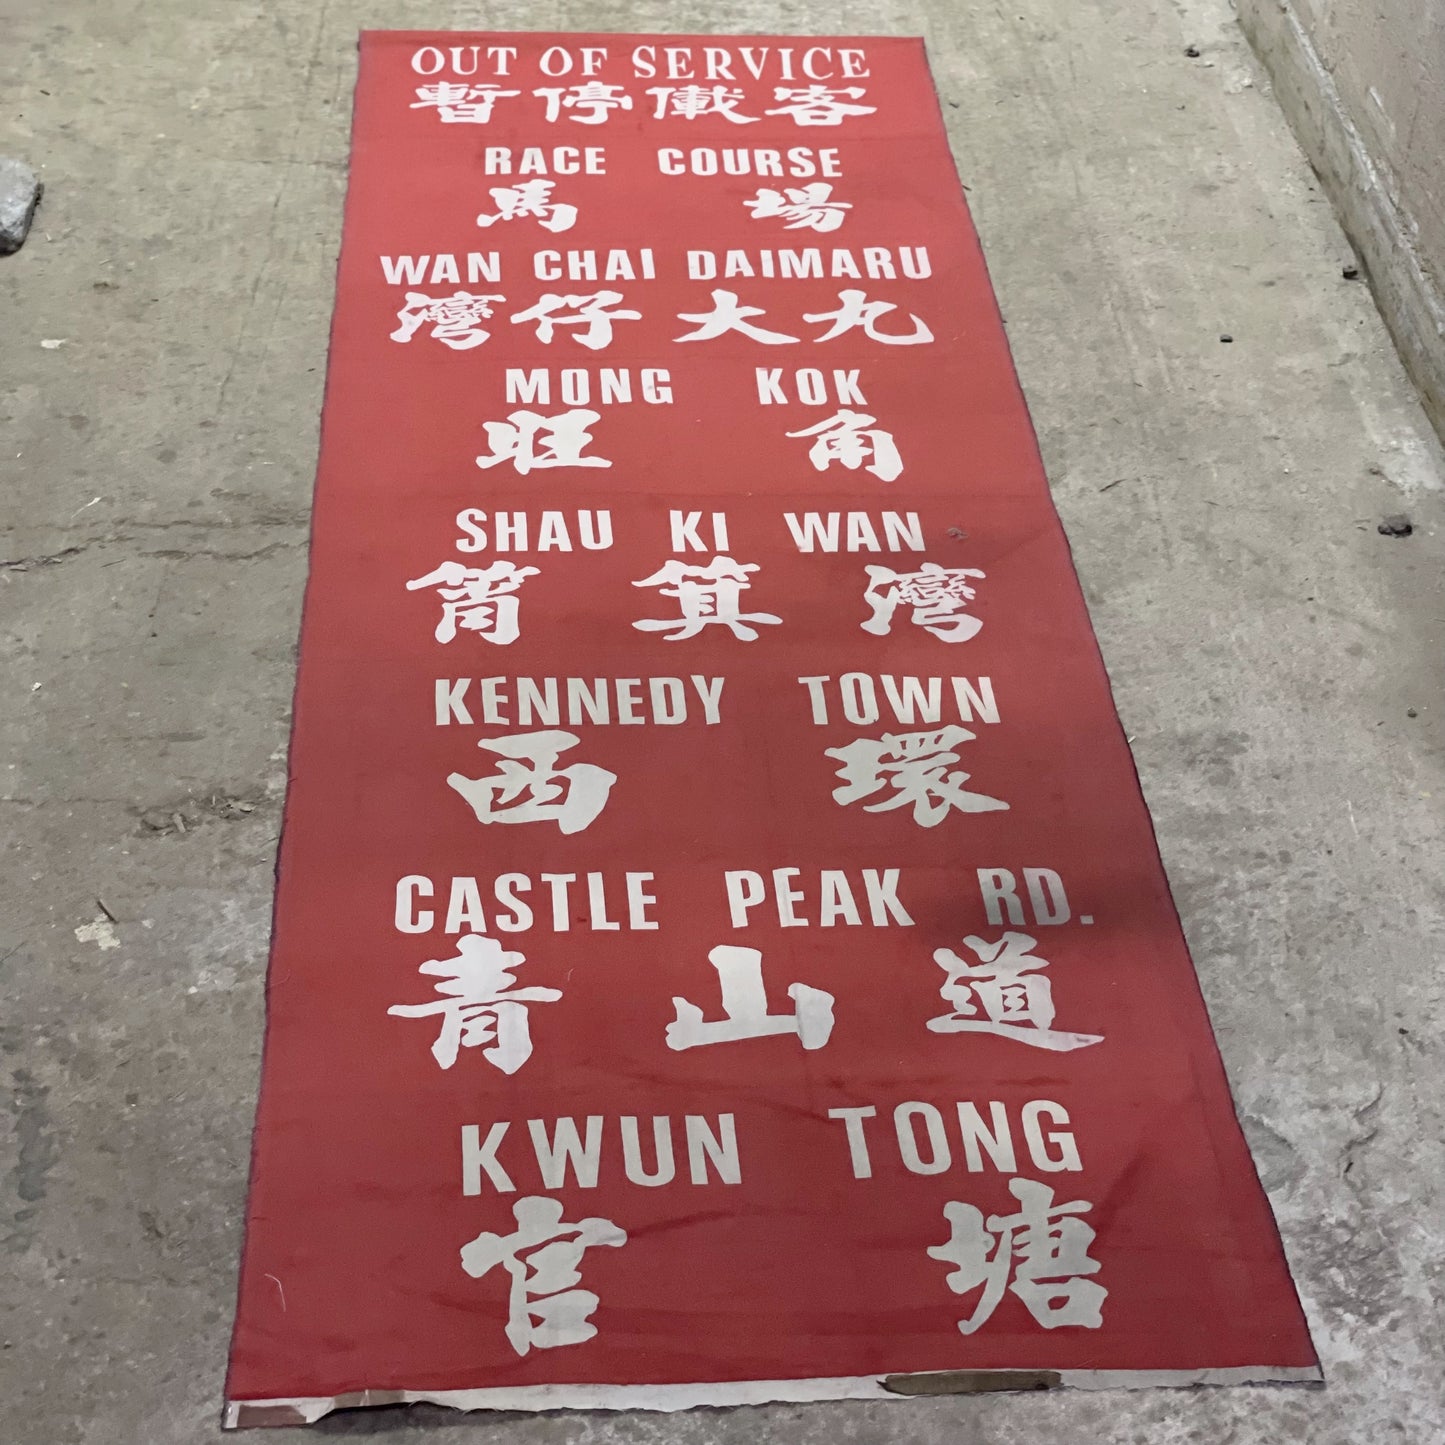 OUT OF SERVICE
暫停儎客
RACE COURSE
馬場
WAN CHAI DAIMARU
灣仔大丸
MONG KOK
旺角
SHAU KI WAN
筲箕灣
KENNEDY TOWN
西環
CASTLE PEAK RD.
青山道
KWUN TONG
官塘